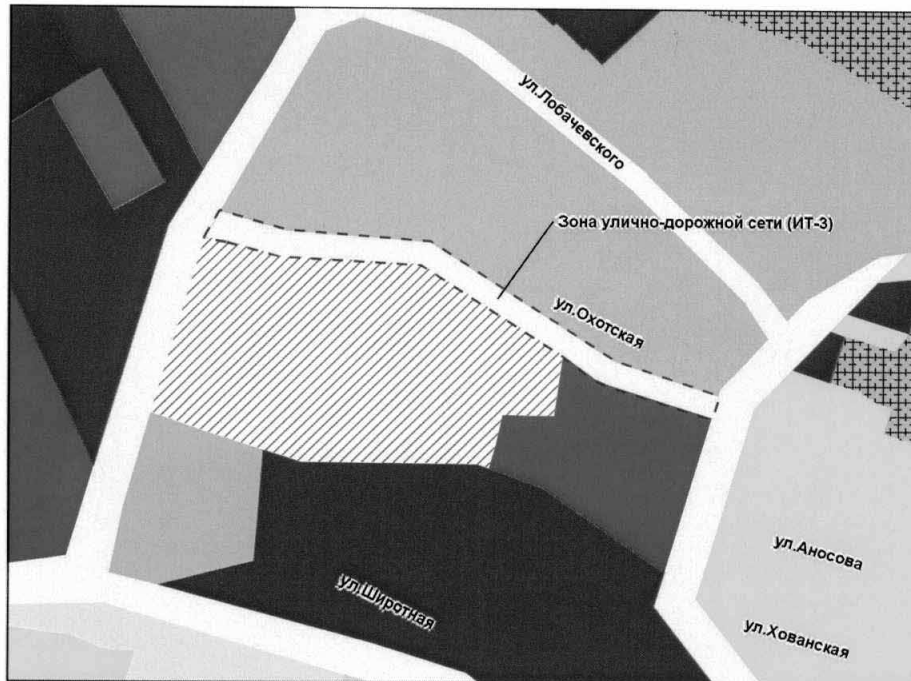 ул.Лобачевского
Зона улично-дорожной сети (ИТ-3)
ул.Охотская
ул.Аносова
ул.Широтная
ул.Хованская